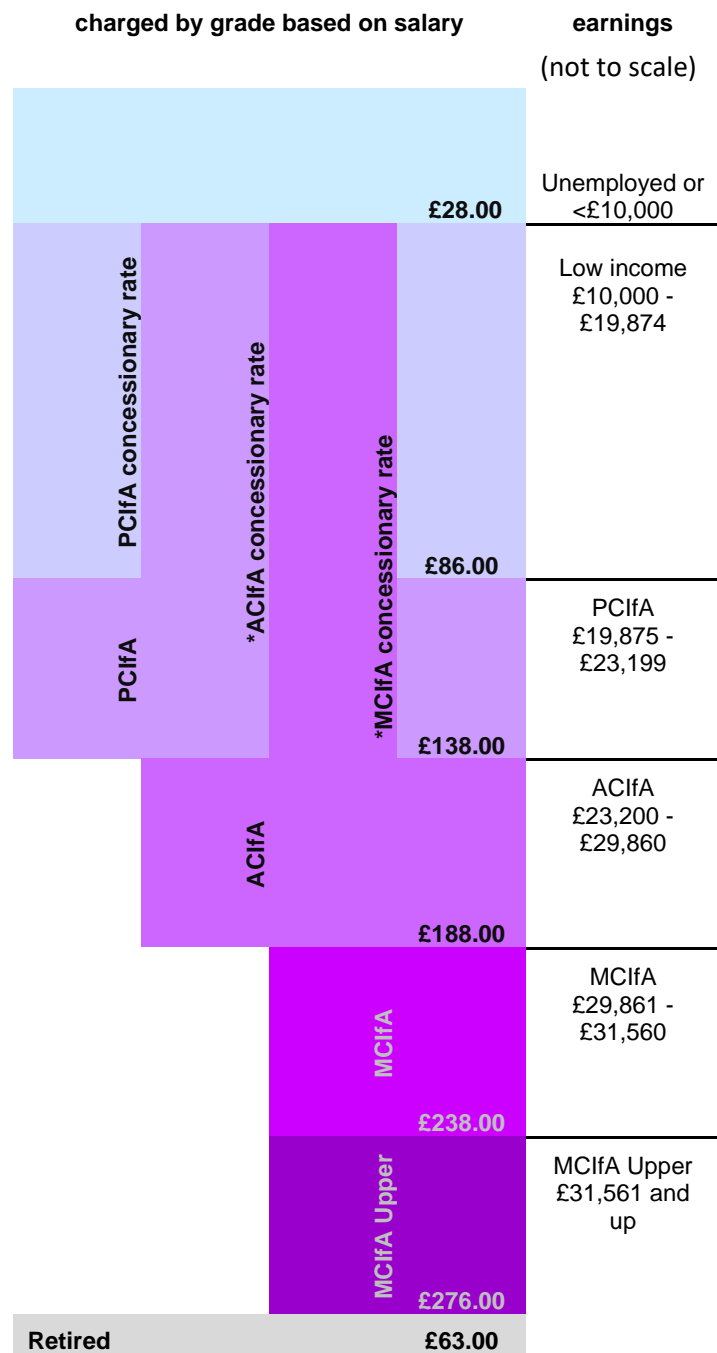 charged by grade based on salary
earnings
(not to scale)
£28.00
Unemployed or
<£10,000
PCIfA concessionary rate
*ACIfA concessionary rate
*MCIfA concessionary rate
£86.00
Low income
£10,000 -
£19,874
PCIfA
£138.00
PCIfA
£19,875 -
£23,199
ACIfA
£188.00
ACIfA
£23,200 -
£29,860
MCIfA
£238.00
MCIfA
£29,861 -
£31,560
MCIfA Upper
£276.00
MCIfA Upper
£31,561 and
up
Retired
£63.00